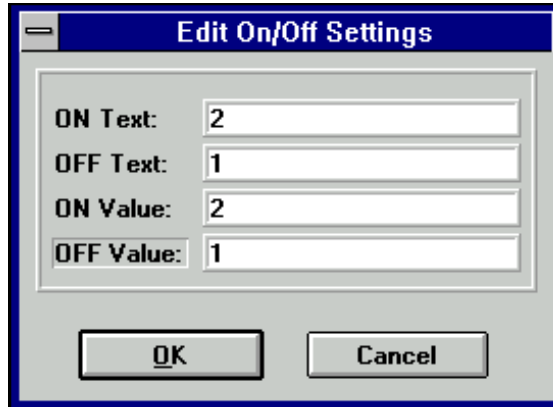 Edit On/Off Settings
ON Text: 2
OFF Text: 1
ON Value: 2
OFF Value: 1
OK Cancel